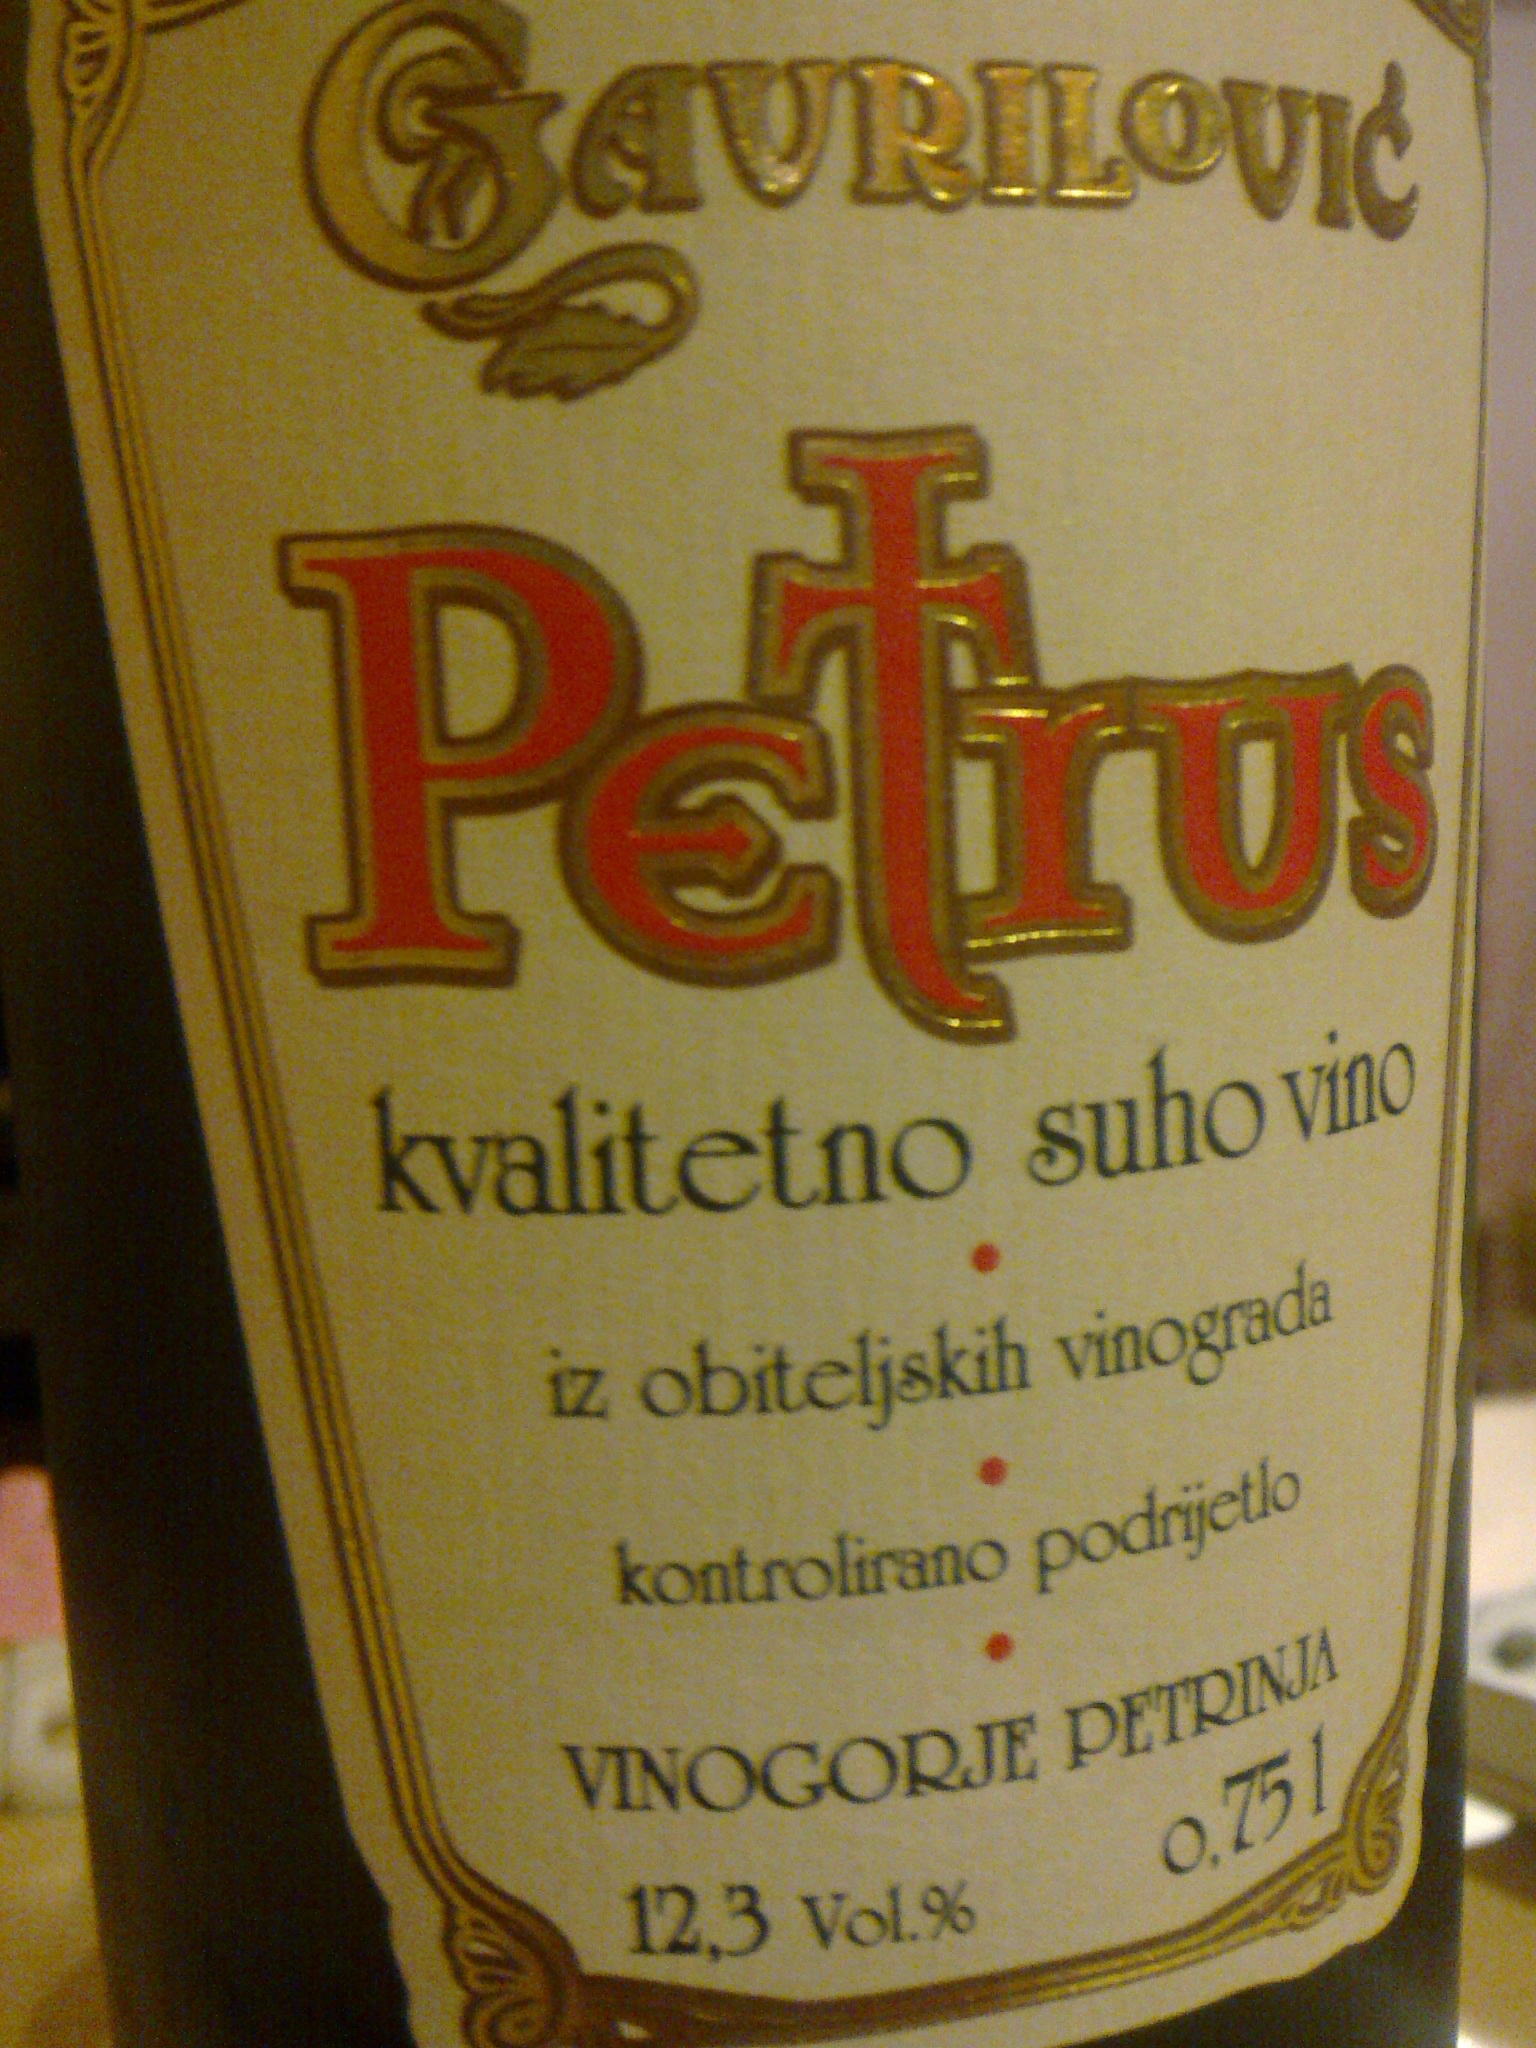 GAVRILOVIĆ
Petrus
kvalitetno suho vino
iz obiteljskih vinograda
kontrolirano podrijetlo
VINOGORJE PETRINJA
0,75 l
12,3 Vol.%